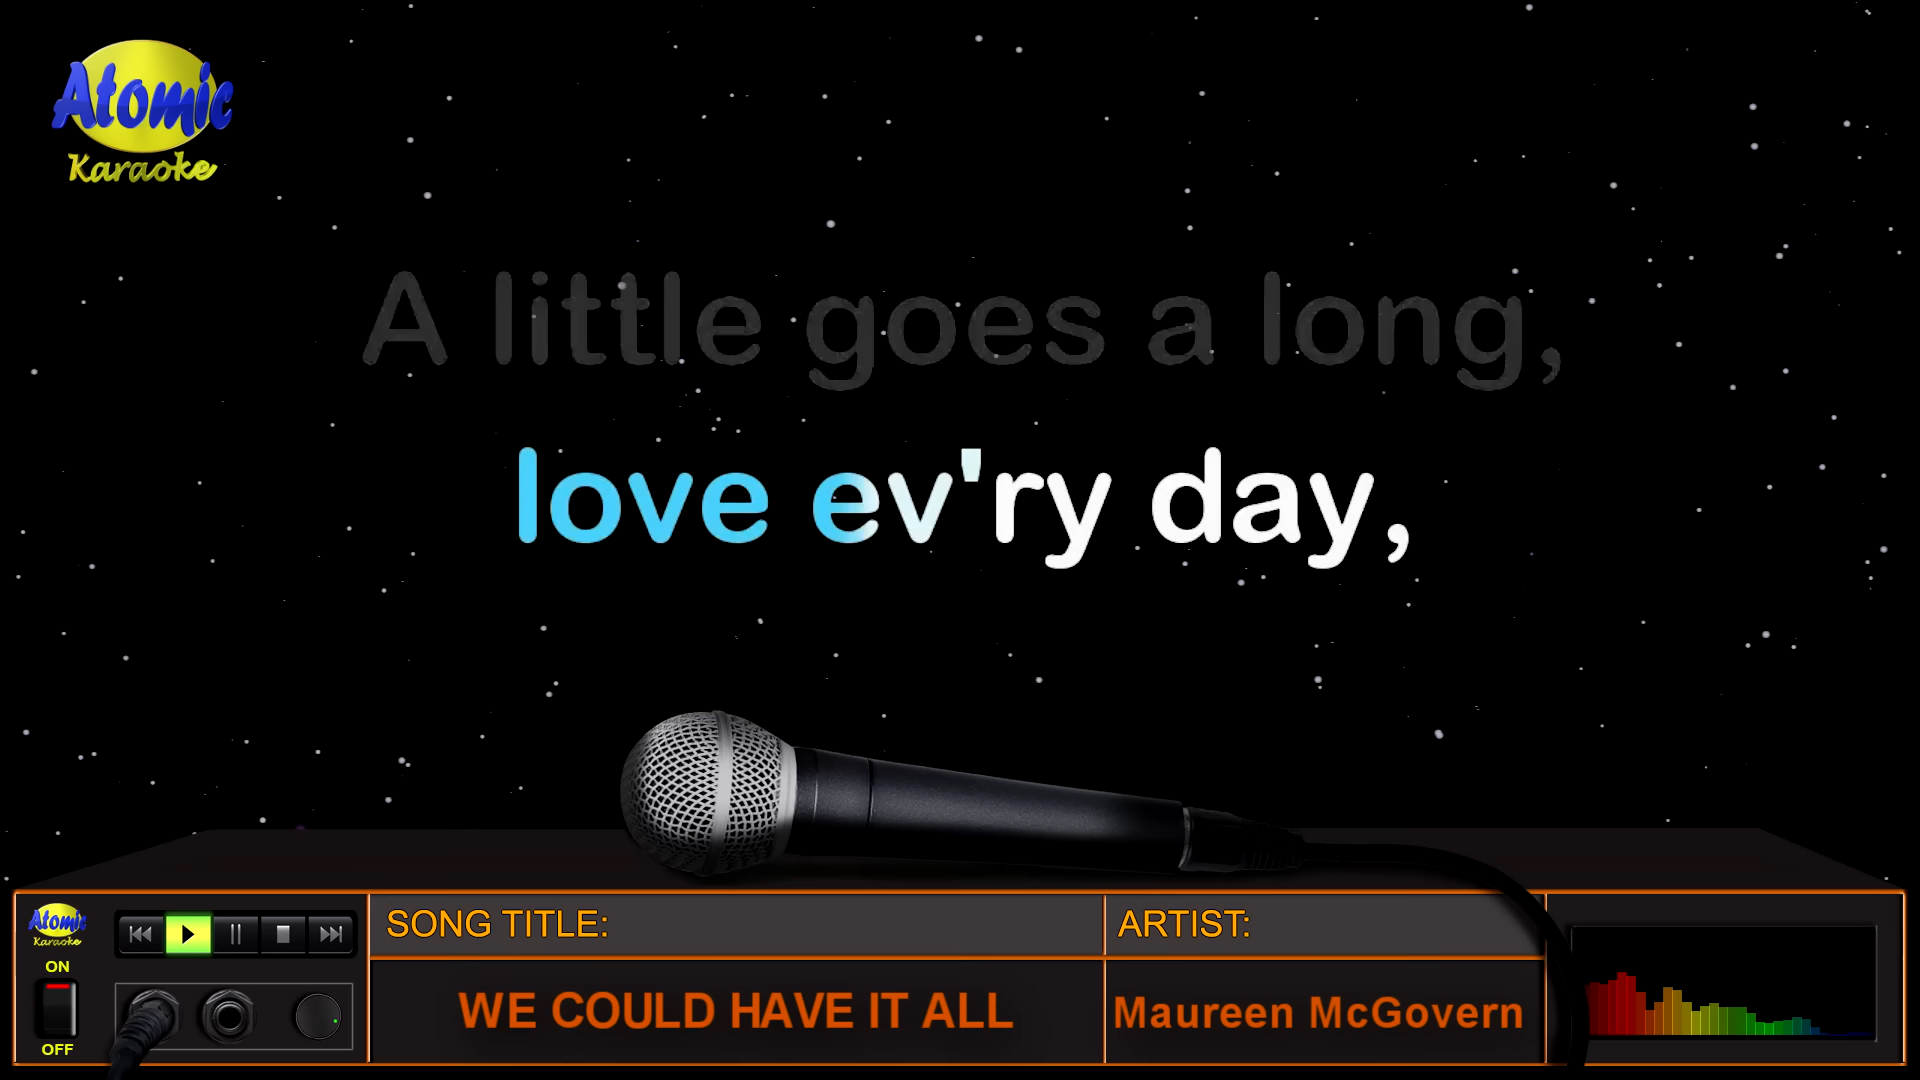 Atomic
Karaoke
A little goes a long,
love ev'ry day,
Atomic
Karaoke
ON
OFF
SONG TITLE:
ARTIST:
WE COULD HAVE IT ALL
Maureen McGovern